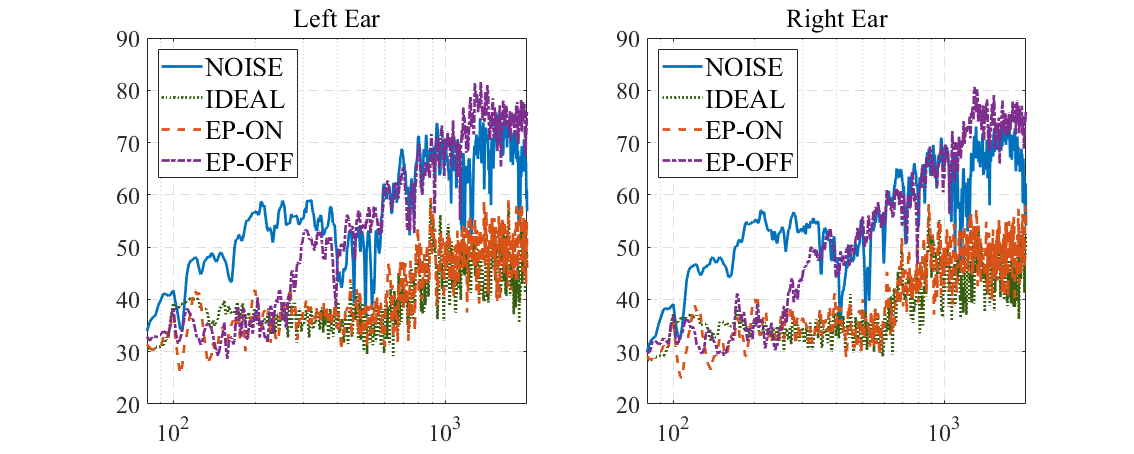 Left Ear
90
80
70
60
50
40
30
20
10²
10³
NOISE
IDEAL
EP-ON
EP-OFF
Right Ear
90
80
70
60
50
40
30
20
10²
10³
NOISE
IDEAL
EP-ON
EP-OFF